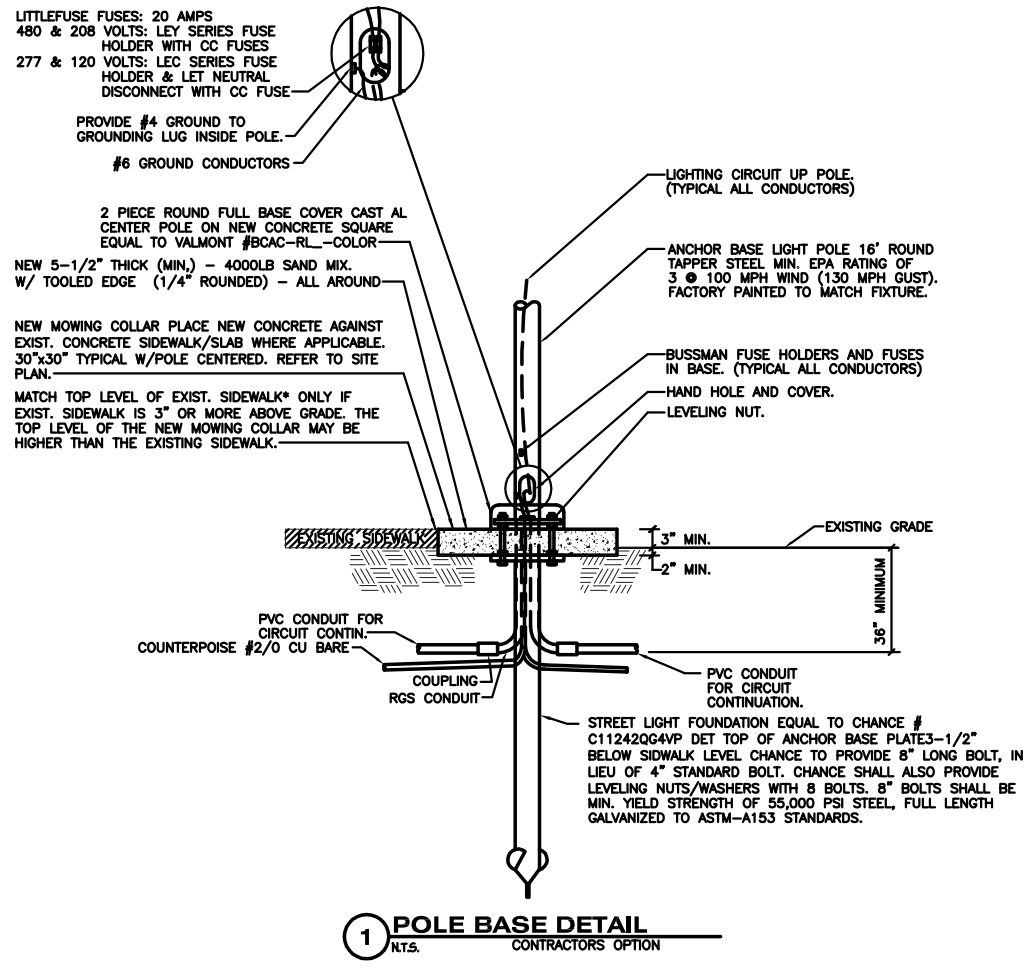 LITTLEFUSE FUSES: 20 AMPS
480 & 208 VOLTS: LEY SERIES FUSE
HOLDER WITH CC FUSES
277 & 120 VOLTS: LEC SERIES FUSE
HOLDER & LET NEUTRAL
DISCONNECT WITH CC FUSE
PROVIDE #4 GROUND TO
GROUNDING LUG INSIDE POLE.
#6 GROUND CONDUCTORS
2 PIECE ROUND FULL BASE COVER CAST AL
CENTER POLE ON NEW CONCRETE SQUARE
EQUAL TO VALMONT #BCAC-RL_-COLOR
NEW 5-1/2" THICK (MIN,) - 4000LB SAND MIX.
W/ TOOLED EDGE (1/4" ROUNDED) - ALL AROUND
NEW MOWING COLLAR PLACE NEW CONCRETE AGAINST
EXIST. CONCRETE SIDEWALK/SLAB WHERE APPLICABLE.
30"x30" TYPICAL W/POLE CENTERED. REFER TO SITE
PLAN.
MATCH TOP LEVEL OF EXIST. SIDEWALK* ONLY IF
EXIST. SIDEWALK IS 3" OR MORE ABOVE GRADE. THE
TOP LEVEL OF THE NEW MOWING COLLAR MAY BE
HIGHER THAN THE EXISTING SIDEWALK.
LIGHTING CIRCUIT UP POLE.
(TYPICAL ALL CONDUCTORS)
ANCHOR BASE LIGHT POLE 16' ROUND
TAPPER STEEL MIN. EPA RATING OF
3 @ 100 MPH WIND (130 MPH GUST).
FACTORY PAINTED TO MATCH FIXTURE.
BUSSMAN FUSE HOLDERS AND FUSES
IN BASE. (TYPICAL ALL CONDUCTORS)
HAND HOLE AND COVER.
LEVELING NUT.
EXISTING SIDEWALK
3" MIN.
EXISTING GRADE
2" MIN.
36" MINIMUM
PVC CONDUIT FOR
CIRCUIT CONTIN.
COUNTERPOISE #2/0 CU BARE
COUPLING
RGS CONDUIT
PVC CONDUIT
FOR CIRCUIT
CONTINUATION.
STREET LIGHT FOUNDATION EQUAL TO CHANCE #
C11242QG4VP DET TOP OF ANCHOR BASE PLATE3-1/2"
BELOW SIDWALK LEVEL CHANCE TO PROVIDE 8" LONG BOLT, IN
LIEU OF 4" STANDARD BOLT. CHANCE SHALL ALSO PROVIDE
LEVELING NUTS/WASHERS WITH 8 BOLTS. 8" BOLTS SHALL BE
MIN. YIELD STRENGTH OF 55,000 PSI STEEL, FULL LENGTH
GALVANIZED TO ASTM-A153 STANDARDS.
1 POLE BASE DETAIL
N.T.S. CONTRACTORS OPTION